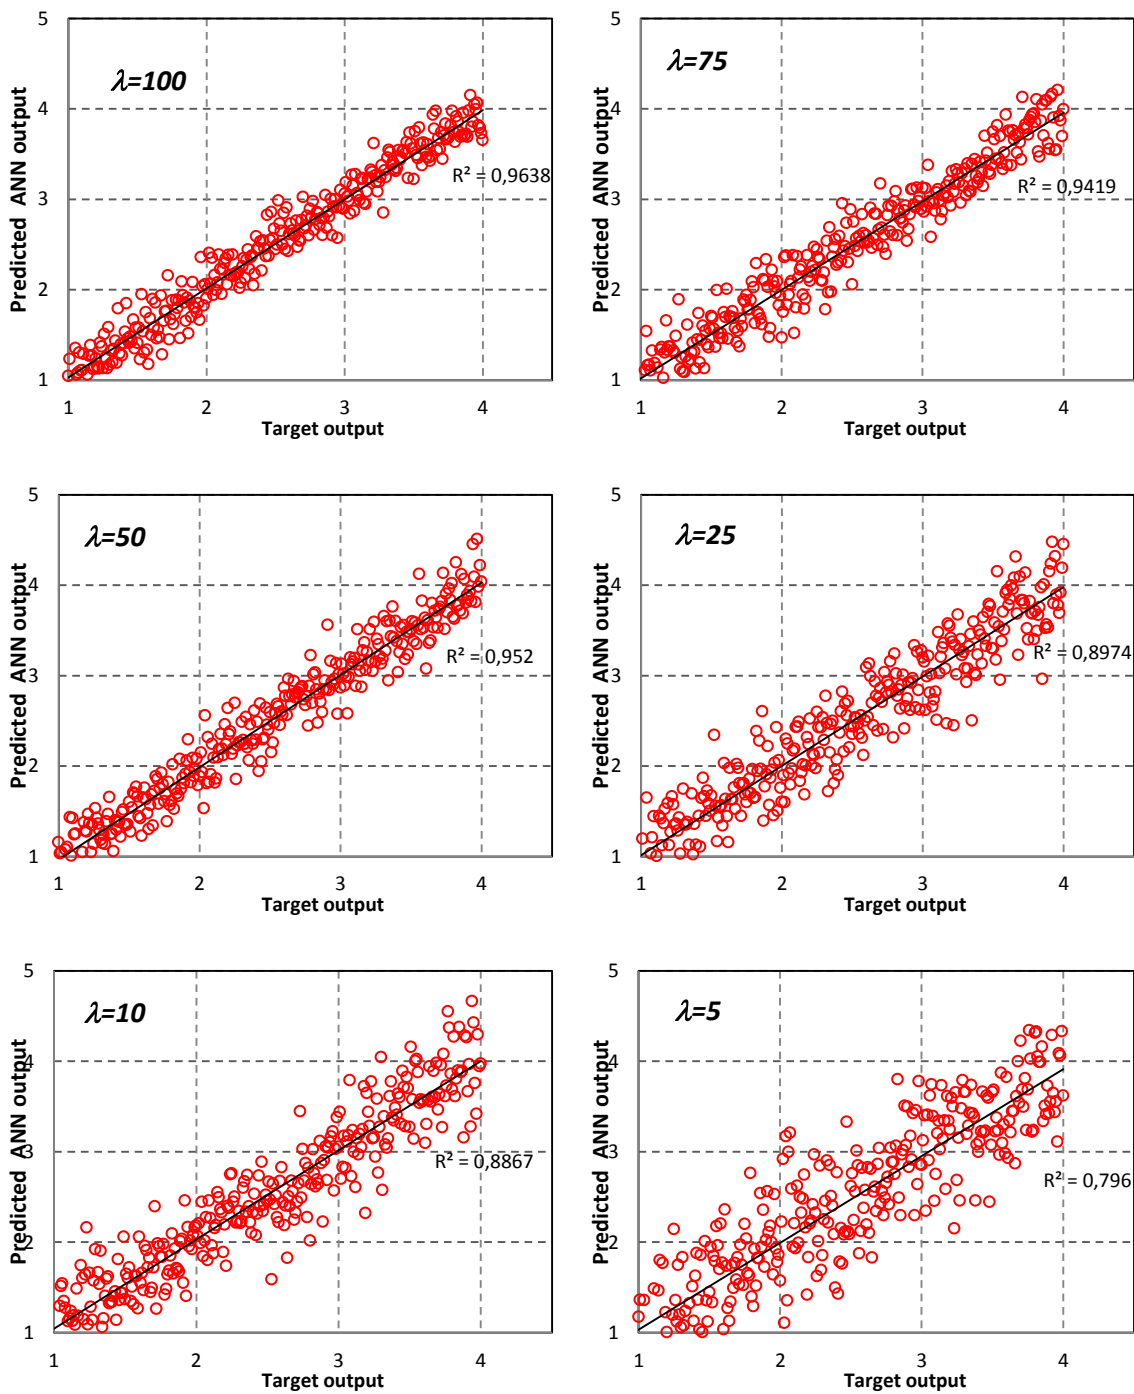 5
4
3
2
1
Predicted ANN output
λ=100
R² = 0,9638
1 2 3 4
Target output
5
4
3
2
1
Predicted ANN output
λ=75
R² = 0,9419
1 2 3 4
Target output
5
4
3
2
1
Predicted ANN output
λ=50
R² = 0,952
1 2 3 4
Target output
5
4
3
2
1
Predicted ANN output
λ=25
R² = 0,8974
1 2 3 4
Target output
5
4
3
2
1
Predicted ANN output
λ=10
R² = 0,8867
1 2 3 4
Target output
5
4
3
2
1
Predicted ANN output
λ=5
R² = 0,796
1 2 3 4
Target output